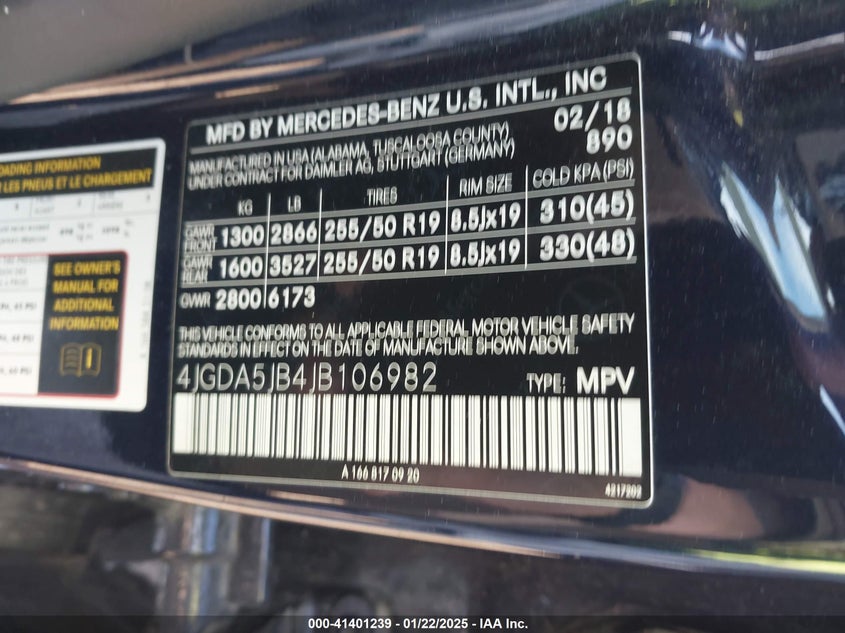 MFD BY MERCEDES-BENZ U.S. INTL., INC
02/18
MANUFACTURED IN USA (ALABAMA, TUSCALOOSA COUNTY) 890
UNDER CONTRACT FOR DAIMLER AG, STUTTGART (GERMANY)
KG LB TIRES RIM SIZE COLD KPA (PSI)
GAWR FRONT 1300 2866 255/50 R19 8.5Jx19 310(45)
GAWR REAR 1600 3527 255/50 R19 8.5Jx19 330(48)
GVWR 2800 6173
THIS VEHICLE CONFORMS TO ALL APPLICABLE FEDERAL MOTOR VEHICLE SAFETY
STANDARDS IN EFFECT ON THE DATE OF MANUFACTURE SHOWN ABOVE.
4JGDA5JB4JB106982 TYPE: MPV
A 166 817 09 20
4217202
OADING INFORMATION
LES PNEUS ET LE CHARGEMENT
SEE OWNER'S
MANUAL FOR
ADDITIONAL
INFORMATION
000-41401239 - 01/22/2025 - IAA Inc.